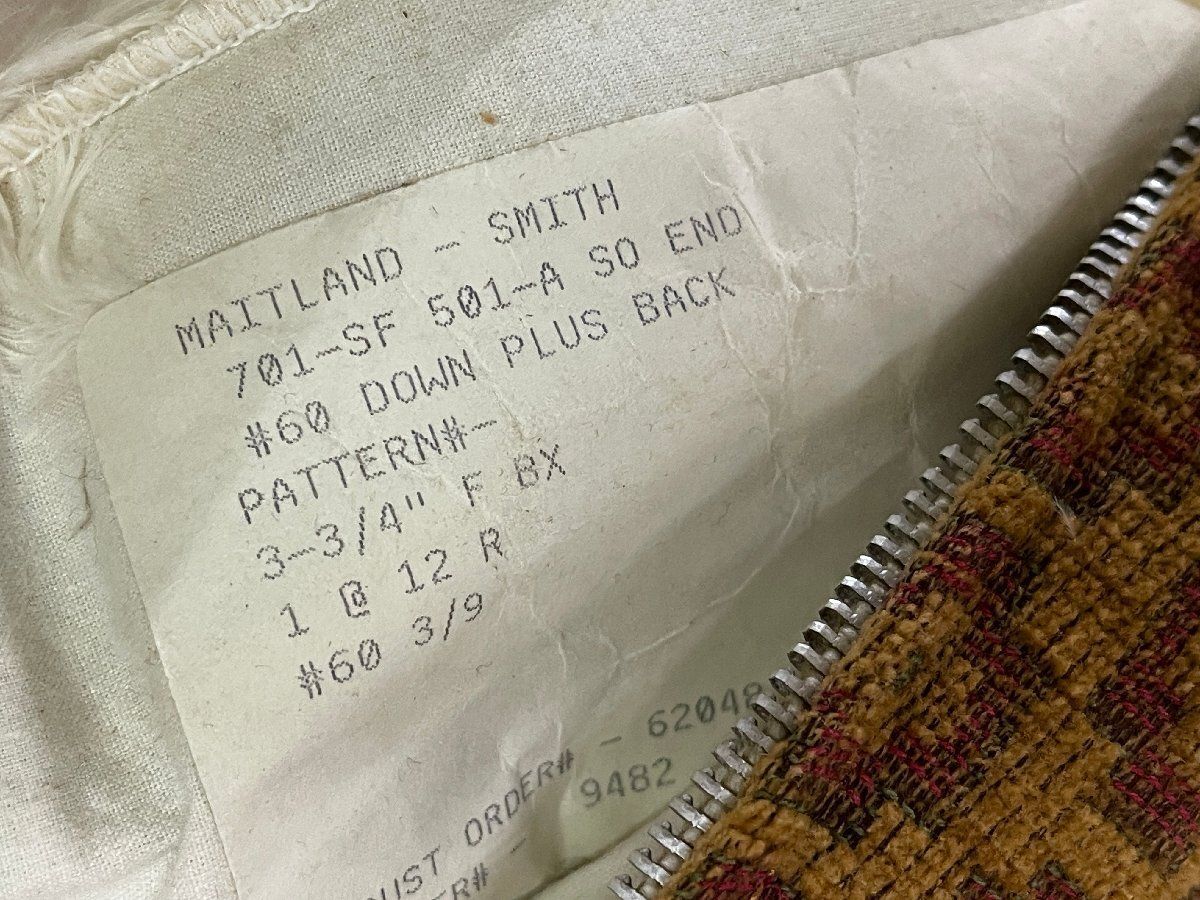 MAITLAND - SMITH
701-SF 501-A SO END
#60 DOWN PLUS BACK
PATTERN#-
3-3/4" F BX
1 @ 12 R
#60 3/9
ORDER# - 62048
9482